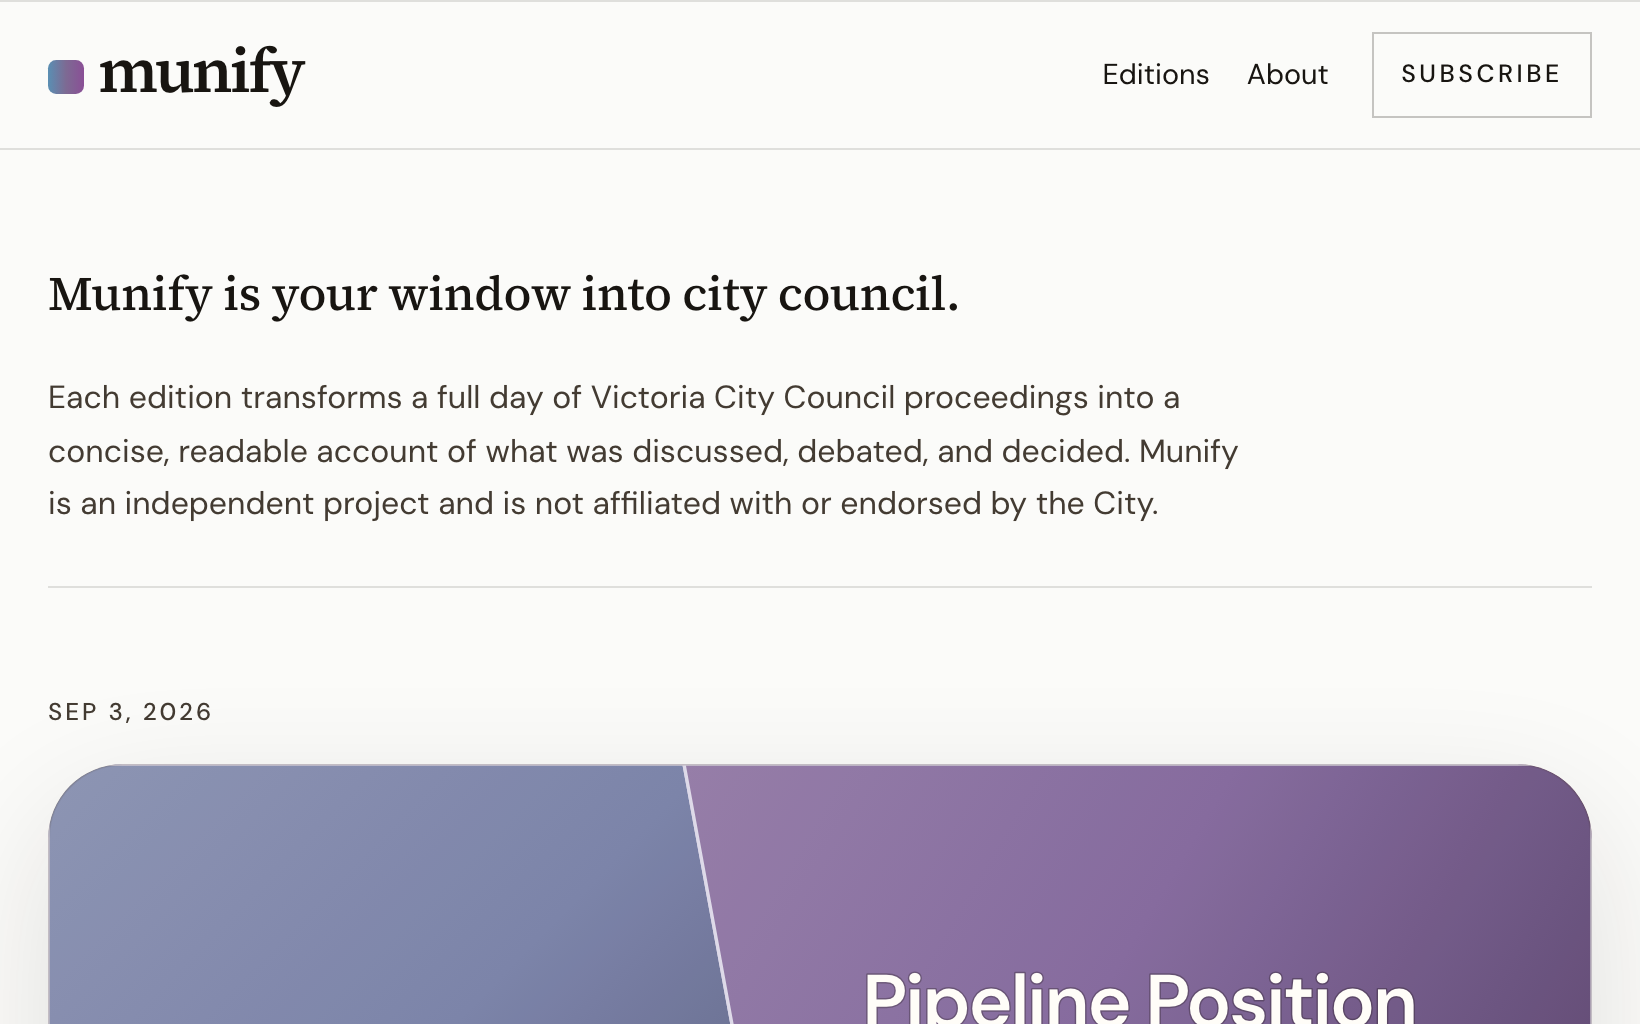 munify
Editions
About
SUBSCRIBE
Munify is your window into city council.
Each edition transforms a full day of Victoria City Council proceedings into a
concise, readable account of what was discussed, debated, and decided. Munify
is an independent project and is not affiliated with or endorsed by the City.
SEP 3, 2026
Pipeline Position